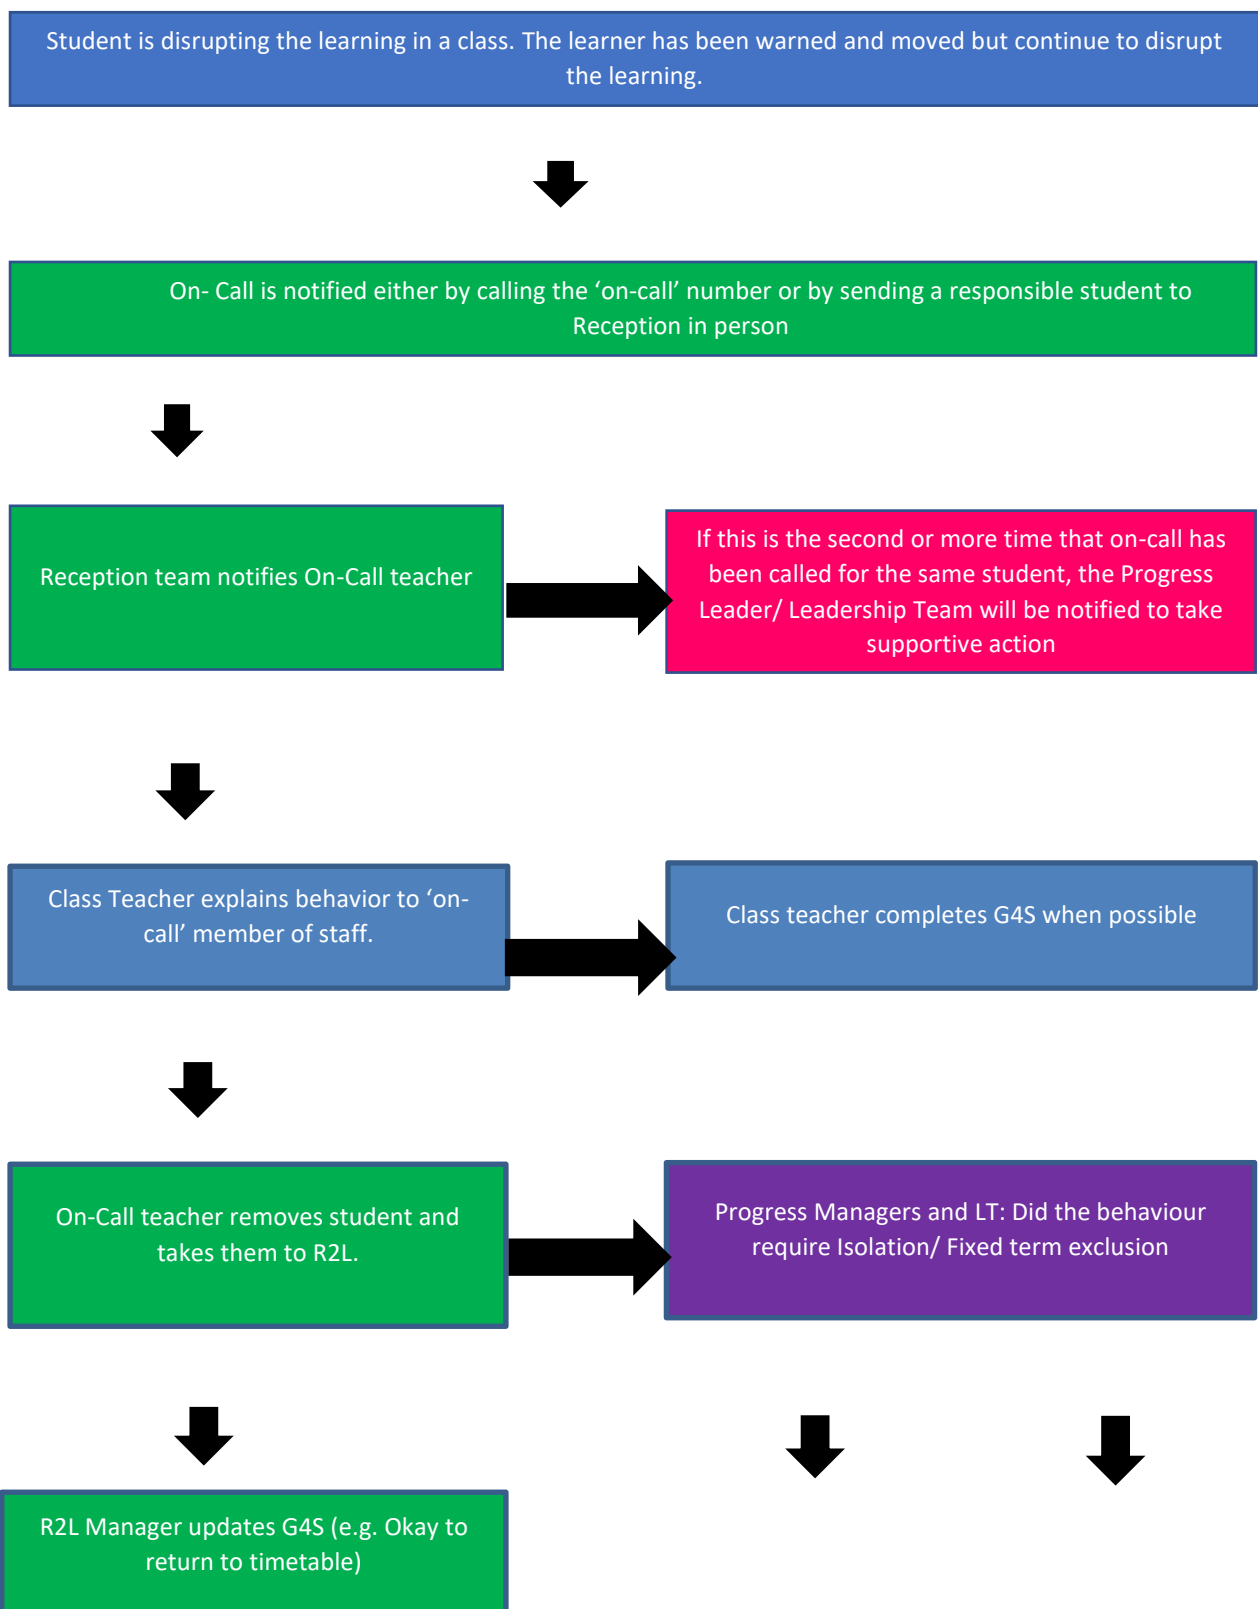 Student is disrupting the learning in a class. The learner has been warned and moved but continue to disrupt
the learning.
On- Call is notified either by calling the ‘on-call’ number or by sending a responsible student to
Reception in person
Reception team notifies On-Call teacher
If this is the second or more time that on-call has
been called for the same student, the Progress
Leader/ Leadership Team will be notified to take
supportive action
Class Teacher explains behavior to ‘on-
call’ member of staff.
Class teacher completes G4S when possible
On-Call teacher removes student and
takes them to R2L.
Progress Managers and LT: Did the behaviour
require Isolation/ Fixed term exclusion
R2L Manager updates G4S (e.g. Okay to
return to timetable)